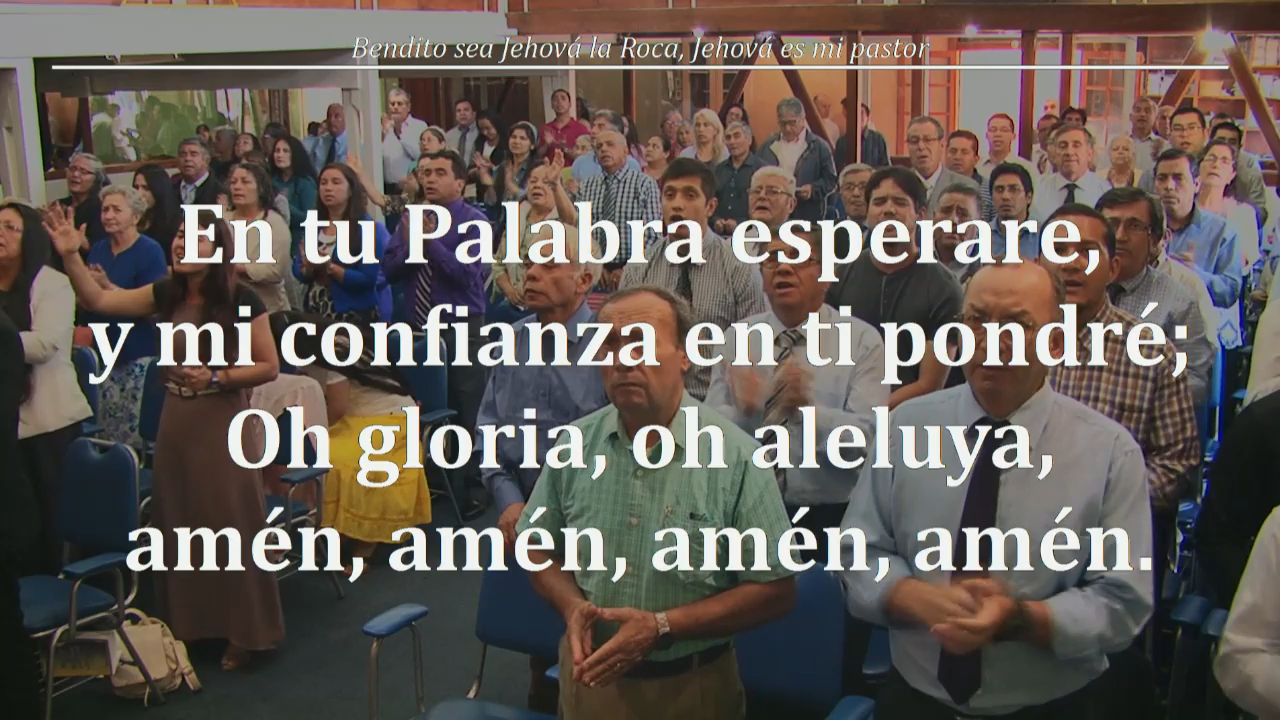 Bendito sea Jehová la Roca, Jehová es mi pastor
En tu Palabra esperare,
y mi confianza en ti pondré;
Oh gloria, oh aleluya,
amén, amén, amén, amén.